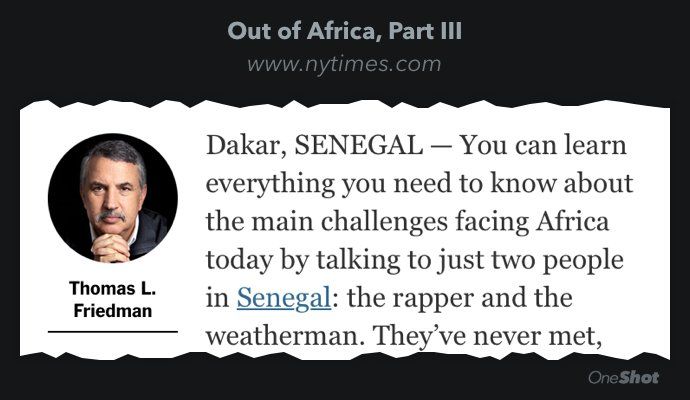 Out of Africa, Part III
www.nytimes.com
Thomas L.
Friedman
Dakar, SENEGAL — You can learn
everything you need to know about
the main challenges facing Africa
today by talking to just two people
in Senegal: the rapper and the
weatherman. They’ve never met,
OneShot